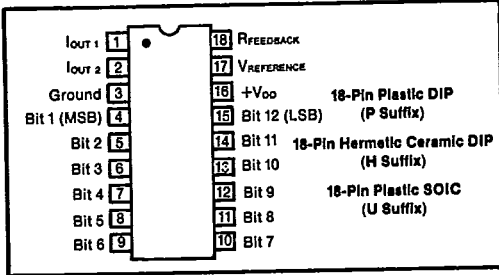 IOUT 1 1 18 RFEEDBACK
IOUT 2 2 17 VREFERENCE
Ground 3 16 +VDD
Bit 1 (MSB) 4 15 Bit 12 (LSB)
Bit 2 5 14 Bit 11
Bit 3 6 13 Bit 10
Bit 4 7 12 Bit 9
Bit 5 8 11 Bit 8
Bit 6 9 10 Bit 7
18-Pin Plastic DIP
(P Suffix)
18-Pin Hermetic Ceramic DIP
(H Suffix)
18-Pin Plastic SOIC
(U Suffix)